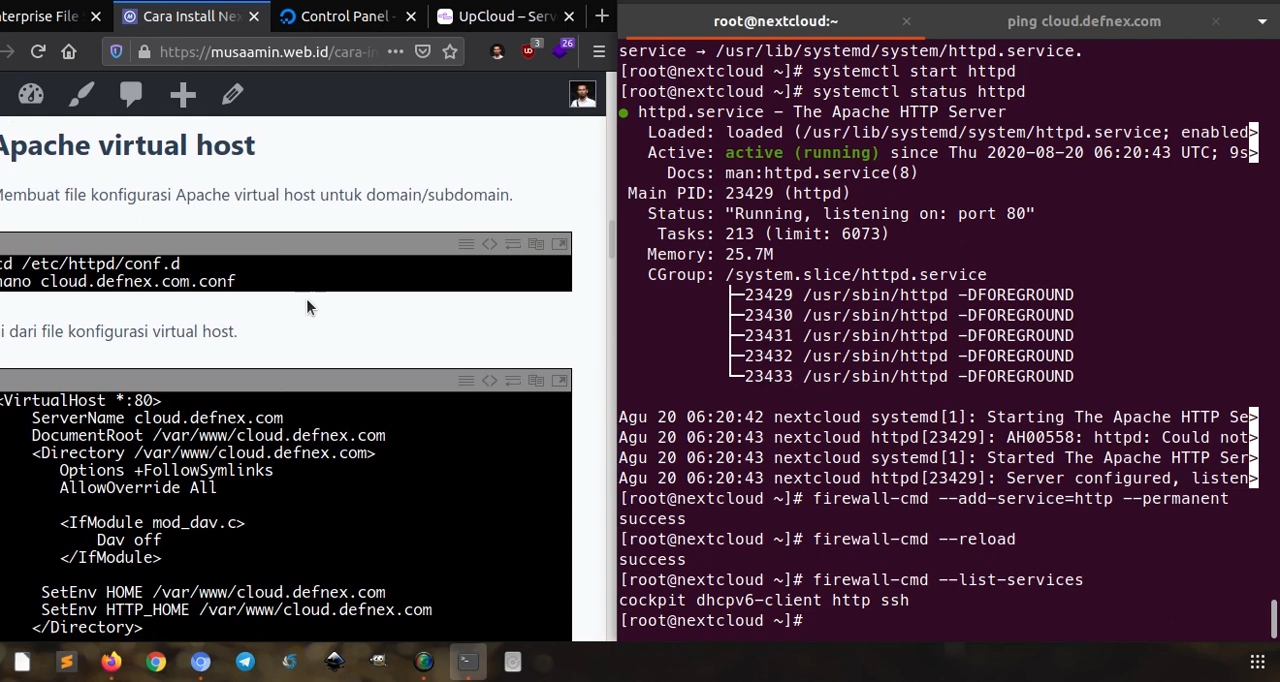 nterprise File
Cara Install Ne
Control Panel -
UpCloud – Serv
https://musaamin.web.id/cara-i
3
26
Apache virtual host
Membuat file konfigurasi Apache virtual host untuk domain/subdomain.
cd /etc/httpd/conf.d
nano cloud.defnex.com.conf
i dari file konfigurasi virtual host.
<VirtualHost *:80>
ServerName cloud.defnex.com
DocumentRoot /var/www/cloud.defnex.com
<Directory /var/www/cloud.defnex.com>
Options +FollowSymlinks
AllowOverride All
<IfModule mod_dav.c>
Dav off
</IfModule>
SetEnv HOME /var/www/cloud.defnex.com
SetEnv HTTP_HOME /var/www/cloud.defnex.com
</Directory>
root@nextcloud:~
ping cloud.defnex.com
service → /usr/lib/systemd/system/httpd.service.
[root@nextcloud ~]# systemctl start httpd
[root@nextcloud ~]# systemctl status httpd
● httpd.service - The Apache HTTP Server
Loaded: loaded (/usr/lib/systemd/system/httpd.service; enabled>
Active: active (running) since Thu 2020-08-20 06:20:43 UTC; 9s>
Docs: man:httpd.service(8)
Main PID: 23429 (httpd)
Status: "Running, listening on: port 80"
Tasks: 213 (limit: 6073)
Memory: 25.7M
CGroup: /system.slice/httpd.service
├─23429 /usr/sbin/httpd -DFOREGROUND
├─23430 /usr/sbin/httpd -DFOREGROUND
├─23431 /usr/sbin/httpd -DFOREGROUND
├─23432 /usr/sbin/httpd -DFOREGROUND
└─23433 /usr/sbin/httpd -DFOREGROUND
Agu 20 06:20:42 nextcloud systemd[1]: Starting The Apache HTTP Se>
Agu 20 06:20:43 nextcloud httpd[23429]: AH00558: httpd: Could not>
Agu 20 06:20:43 nextcloud systemd[1]: Started The Apache HTTP Ser>
Agu 20 06:20:43 nextcloud httpd[23429]: Server configured, listen>
[root@nextcloud ~]# firewall-cmd --add-service=http --permanent
success
[root@nextcloud ~]# firewall-cmd --reload
success
[root@nextcloud ~]# firewall-cmd --list-services
cockpit dhcpv6-client http ssh
[root@nextcloud ~]#